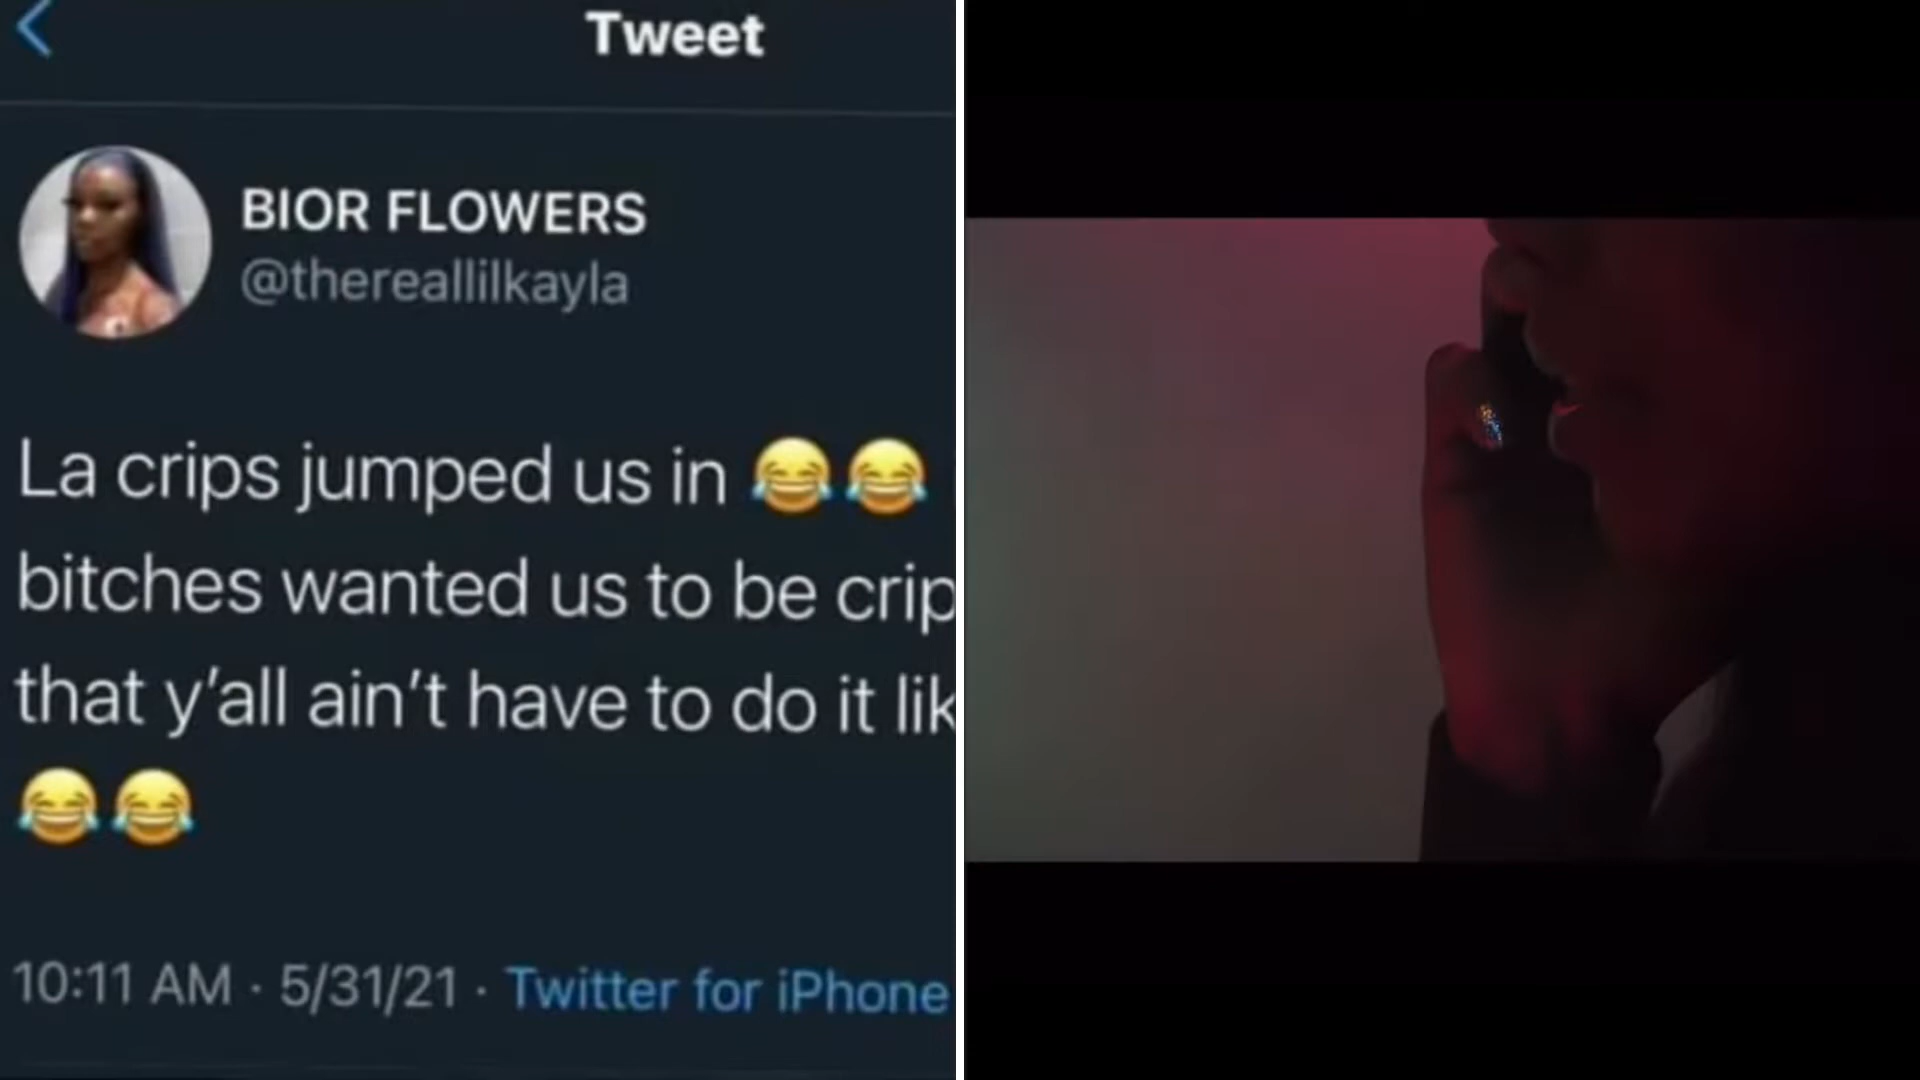 Tweet
BIOR FLOWERS
@thereallilkayla
La crips jumped us in 😂😂
bitches wanted us to be crip
that y'all ain't have to do it lik
😂😂
10:11 AM · 5/31/21 · Twitter for iPhone